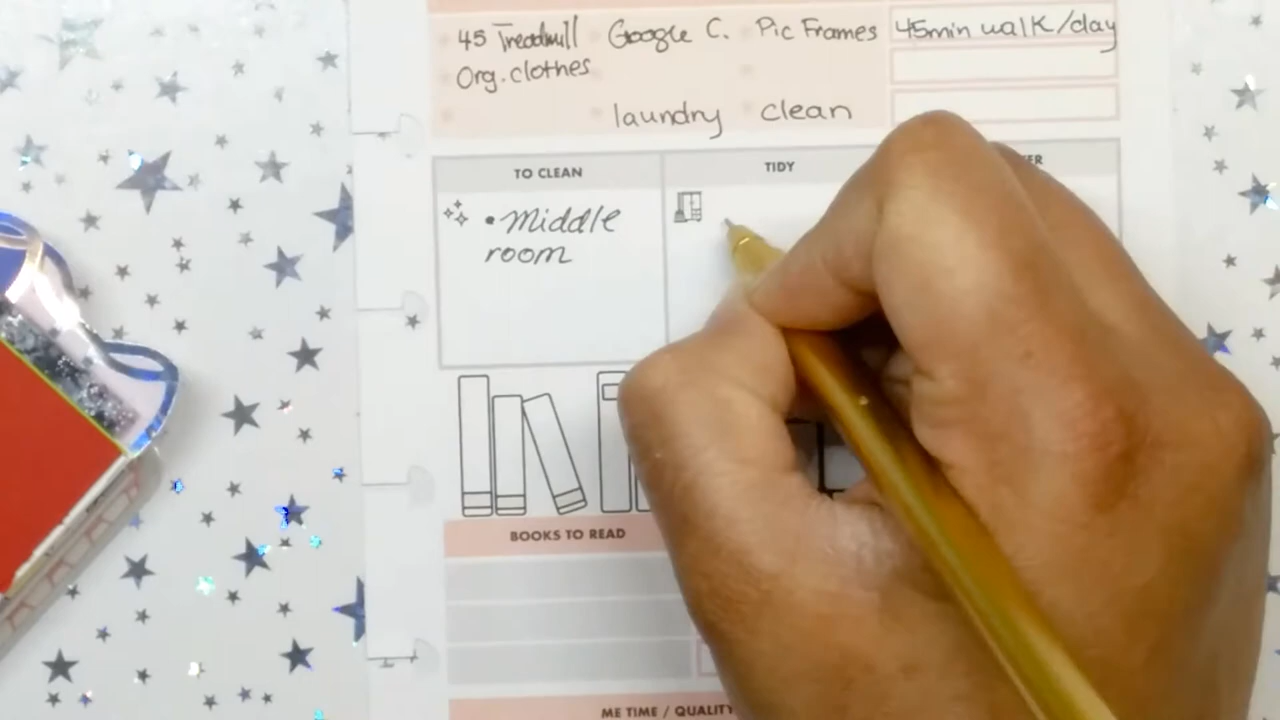 45 Treadmill Google C. Pic Frames 45min walk/day
Org. clothes
laundry clean
TO CLEAN TIDY
• Middle
room
BOOKS TO READ
ME TIME / QUALITY